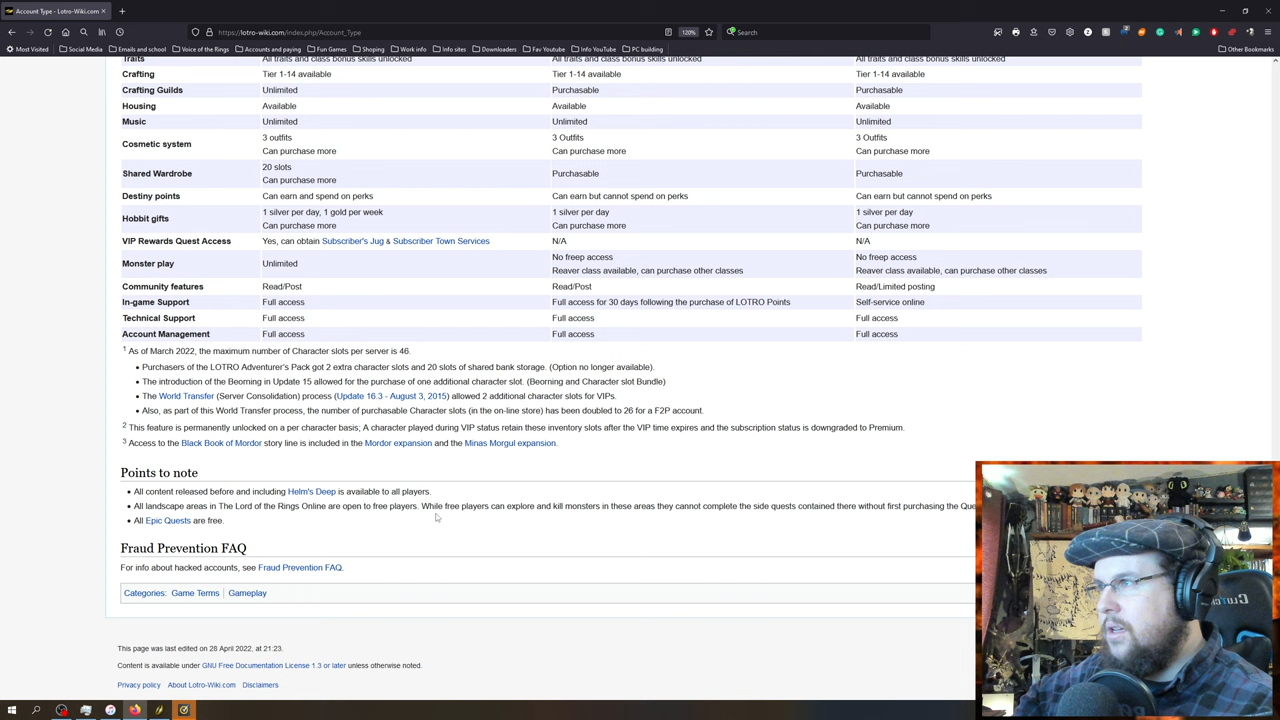 Account Type - Lotro-Wiki.com
https://lotro-wiki.com/index.php/Account_Type
120%
Search
Most Visited
Social Media
Emails and school
Voice of the Rings
Accounts and paying
Fun Games
Shoping
Work info
Info sites
Downloaders
Fav Youtube
Info YouTube
PC building
Other Bookmarks
Traits All traits and class bonus skills unlocked All traits and class bonus skills unlocked All traits and class bonus skills unlocked
Crafting Tier 1-14 available Tier 1-14 available Tier 1-14 available
Crafting Guilds Unlimited Purchasable Purchasable
Housing Available Available Available
Music Unlimited Unlimited Unlimited
Cosmetic system 3 outfits 3 Outfits 3 Outfits
Can purchase more Can purchase more Can purchase more
Shared Wardrobe 20 slots Purchasable Purchasable
Can purchase more
Destiny points Can earn and spend on perks Can earn but cannot spend on perks Can earn but cannot spend on perks
Hobbit gifts 1 silver per day, 1 gold per week 1 silver per day 1 silver per day
Can purchase more Can purchase more Can purchase more
VIP Rewards Quest Access Yes, can obtain Subscriber's Jug & Subscriber Town Services N/A N/A
Monster play Unlimited No freep access No freep access
Reaver class available, can purchase other classes Reaver class available, can purchase other classes
Community features Read/Post Read/Post Read/Limited posting
In-game Support Full access Full access for 30 days following the purchase of LOTRO Points Self-service online
Technical Support Full access Full access Full access
Account Management Full access Full access Full access
1 As of March 2022, the maximum number of Character slots per server is 46.
• Purchasers of the LOTRO Adventurer's Pack got 2 extra character slots and 20 slots of shared bank storage. (Option no longer available).
• The introduction of the Beorning in Update 15 allowed for the purchase of one additional character slot. (Beorning and Character slot Bundle)
• The World Transfer (Server Consolidation) process (Update 16.3 - August 3, 2015) allowed 2 additional character slots for VIPs.
• Also, as part of this World Transfer process, the number of purchasable Character slots (in the on-line store) has been doubled to 26 for a F2P account.
2 This feature is permanently unlocked on a per character basis; A character played during VIP status retain these inventory slots after the VIP time expires and the subscription status is downgraded to Premium.
3 Access to the Black Book of Mordor story line is included in the Mordor expansion and the Minas Morgul expansion.
Points to note
• All content released before and including Helm's Deep is available to all players.
• All landscape areas in The Lord of the Rings Online are open to free players. While free players can explore and kill monsters in these areas they cannot complete the side quests contained there without first purchasing the Que
• All Epic Quests are free.
Fraud Prevention FAQ
For info about hacked accounts, see Fraud Prevention FAQ.
Categories: Game Terms | Gameplay
This page was last edited on 28 April 2022, at 21:23.
Content is available under GNU Free Documentation License 1.3 or later unless otherwise noted.
Privacy policy About Lotro-Wiki.com Disclaimers